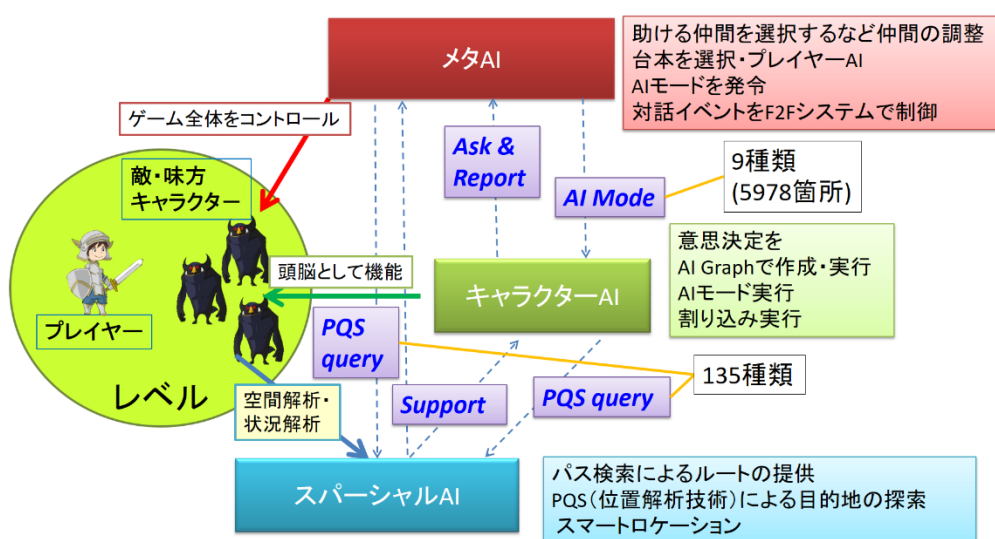 メタAI
助ける仲間を選択するなど仲間の調整
台本を選択・プレイヤーAI
AIモードを発令
対話イベントをF2Fシステムで制御
ゲーム全体をコントロール
Ask &
Report
AI Mode
9種類
(5978箇所)
敵・味方
キャラクター
頭脳として機能
キャラクターAI
意思決定を
AI Graphで作成・実行
AIモード実行
割り込み実行
プレイヤー
PQS
query
135種類
レベル
空間解析・
状況解析
Support
PQS query
スパーシャルAI
パス検索によるルートの提供
PQS(位置解析技術)による目的地の探索
スマートロケーション